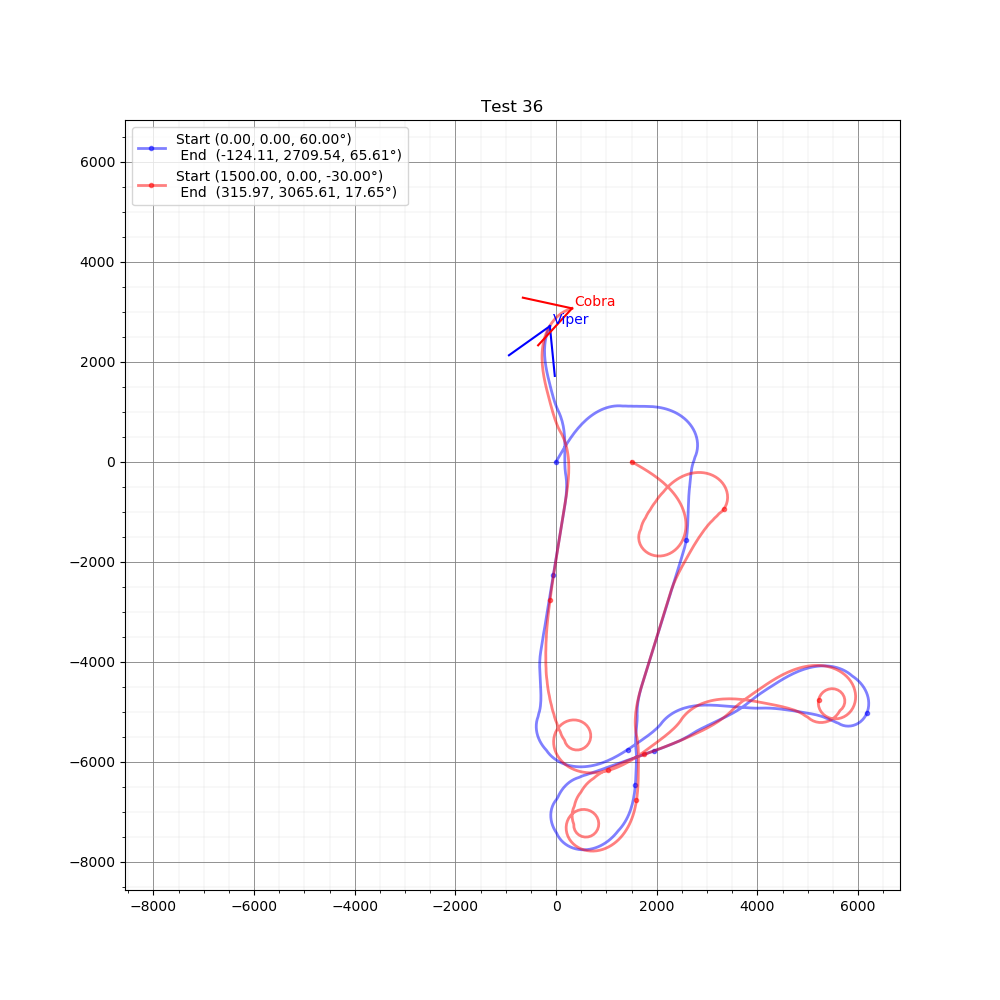 Test 36
Start (0.00, 0.00, 60.00°)
End  (-124.11, 2709.54, 65.61°)
Start (1500.00, 0.00, -30.00°)
End  (315.97, 3065.61, 17.65°)
6000
4000
2000
0
−2000
−4000
−6000
−8000
Cobra
Viper
−8000 −6000 −4000 −2000 0 2000 4000 6000